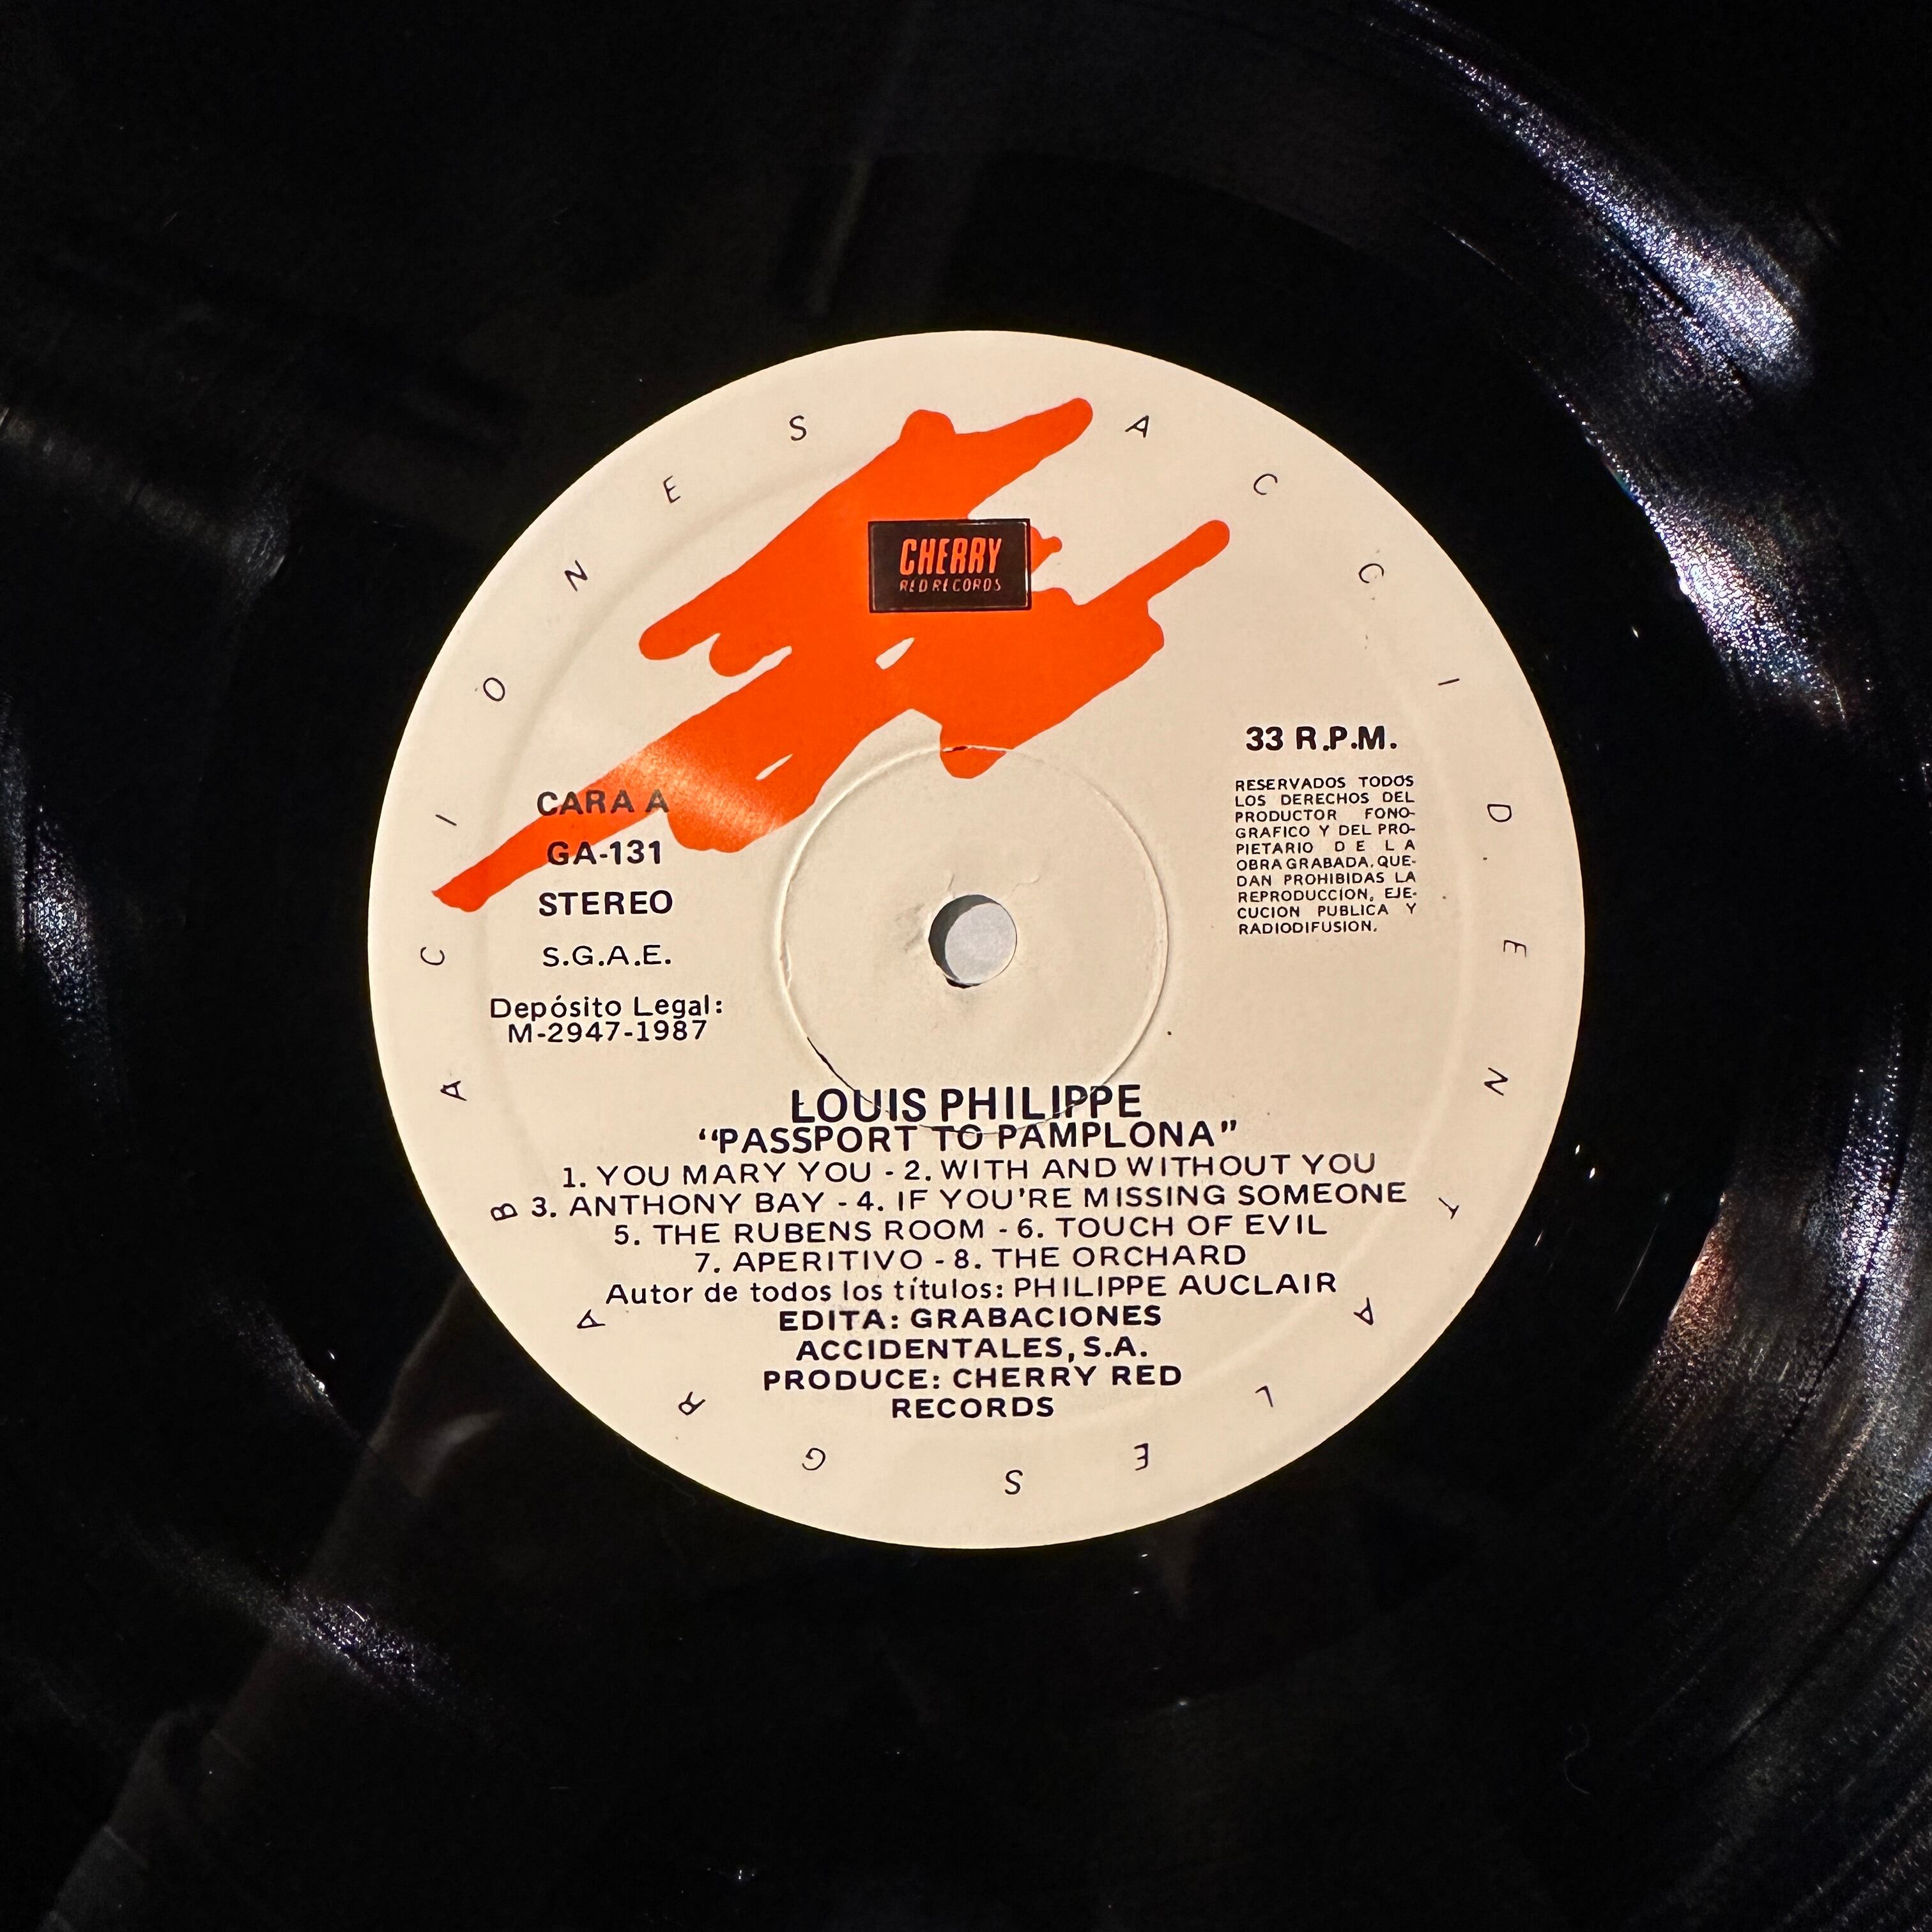 GRABACIONES ACCIDENTALES
CHERRY
RED RECORDS
33 R.P.M.
RESERVADOS TODOS
LOS DERECHOS DEL
PRODUCTOR FONO-
GRAFICO Y DEL PRO-
PIETARIO D E L A
OBRA GRABADA, QUE-
DAN PROHIBIDAS LA
REPRODUCCION, EJE-
CUCION PUBLICA Y
RADIODIFUSION.
CARA A
GA-131
STEREO
S.G.A.E.
Depósito Legal:
M-2947-1987
LOUIS PHILIPPE
"PASSPORT TO PAMPLONA"
1. YOU MARY YOU - 2. WITH AND WITHOUT YOU
3. ANTHONY BAY - 4. IF YOU'RE MISSING SOMEONE
5. THE RUBENS ROOM - 6. TOUCH OF EVIL
7. APERITIVO - 8. THE ORCHARD
Autor de todos los títulos: PHILIPPE AUCLAIR
EDITA: GRABACIONES
ACCIDENTALES, S.A.
PRODUCE: CHERRY RED
RECORDS